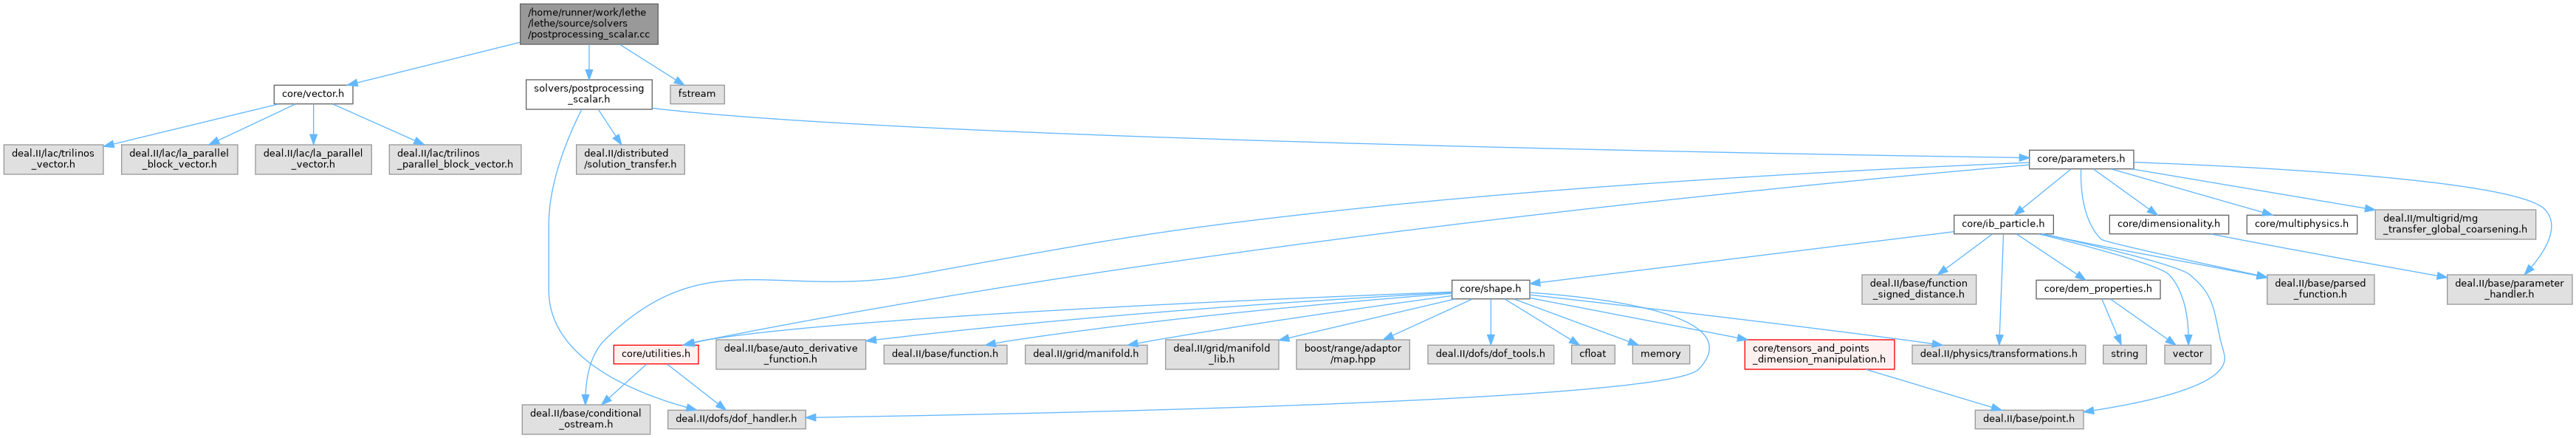 /home/runner/work/lethe
/lethe/source/solvers
/postprocessing_scalar.cc
core/vector.h
solvers/postprocessing
_scalar.h
fstream
deal.II/lac/trilinos
_vector.h
deal.II/lac/la_parallel
_block_vector.h
deal.II/lac/la_parallel
_vector.h
deal.II/lac/trilinos
_parallel_block_vector.h
deal.II/distributed
/solution_transfer.h
core/parameters.h
core/ib_particle.h
core/dimensionality.h
core/multiphysics.h
deal.II/multigrid/mg
_transfer_global_coarsening.h
core/shape.h
deal.II/base/function
_signed_distance.h
core/dem_properties.h
deal.II/base/parsed
_function.h
deal.II/base/parameter
_handler.h
core/utilities.h
deal.II/base/auto_derivative
_function.h
deal.II/base/function.h
deal.II/grid/manifold.h
deal.II/grid/manifold
_lib.h
boost/range/adaptor
/map.hpp
deal.II/dofs/dof_tools.h
cfloat
memory
core/tensors_and_points
_dimension_manipulation.h
deal.II/physics/transformations.h
string
vector
deal.II/base/conditional
_ostream.h
deal.II/dofs/dof_handler.h
deal.II/base/point.h